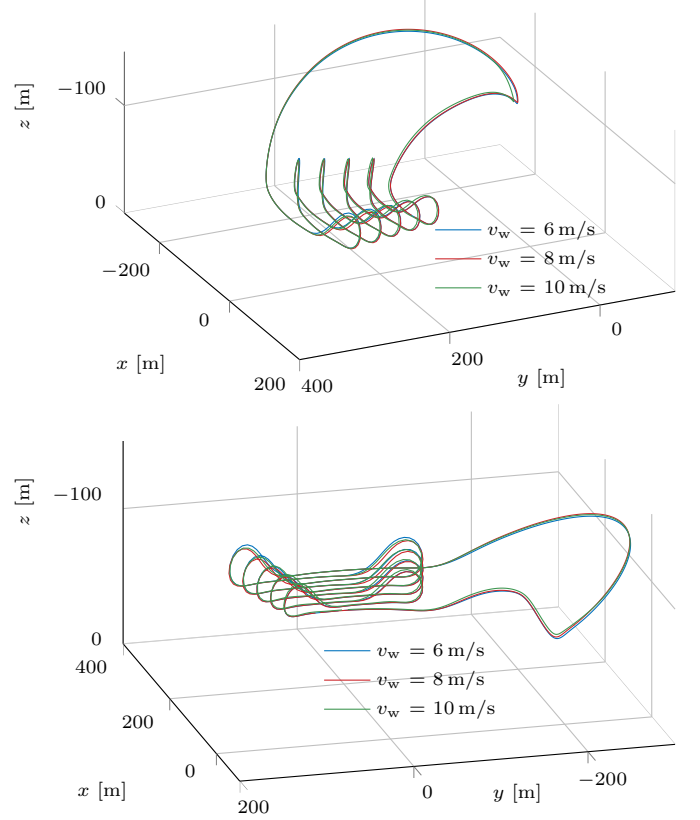 −100
z [m]
0
−200
0
200
x [m]
400
200
0
y [m]
v_w = 6 m/s
v_w = 8 m/s
v_w = 10 m/s
−100
z [m]
0
400
200
0
x [m]
200
0
−200
y [m]
v_w = 6 m/s
v_w = 8 m/s
v_w = 10 m/s